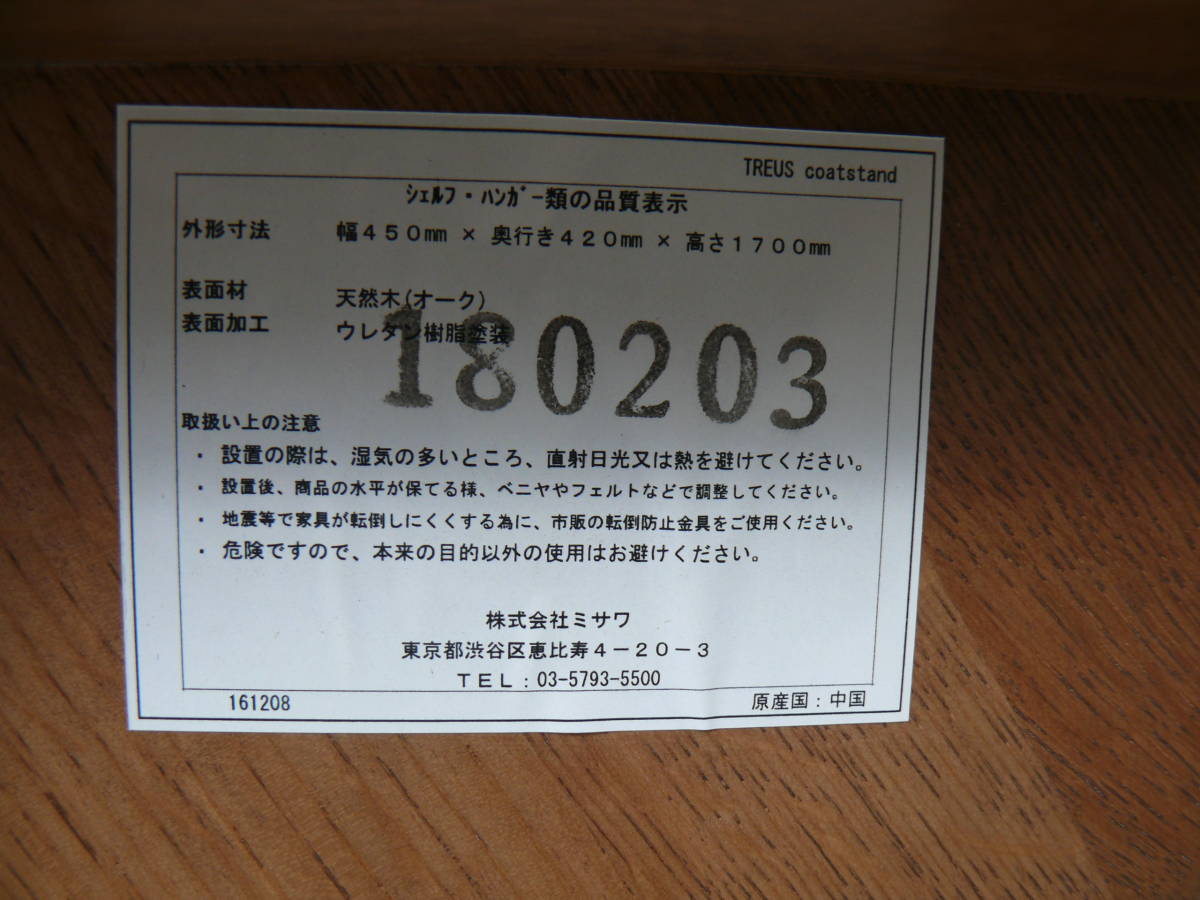 TREUS coatstand
ｼｪﾙﾌ・ﾊﾝｶﾞｰ類の品質表示
外形寸法 幅４５０㎜ × 奥行き４２０㎜ × 高さ１７００㎜
表面材 天然木(オーク)
表面加工 ウレタン樹脂塗装
180203
取扱い上の注意
・ 設置の際は、湿気の多いところ、直射日光又は熱を避けてください。
・ 設置後、商品の水平が保てる様、ベニヤやフェルトなどで調整してください。
・ 地震等で家具が転倒しにくくする為に、市販の転倒防止金具をご使用ください。
・ 危険ですので、本来の目的以外の使用はお避けください。
株式会社ミサワ
東京都渋谷区恵比寿４－２０－３
ＴＥＬ：03-5793-5500
161208 原産国：中国